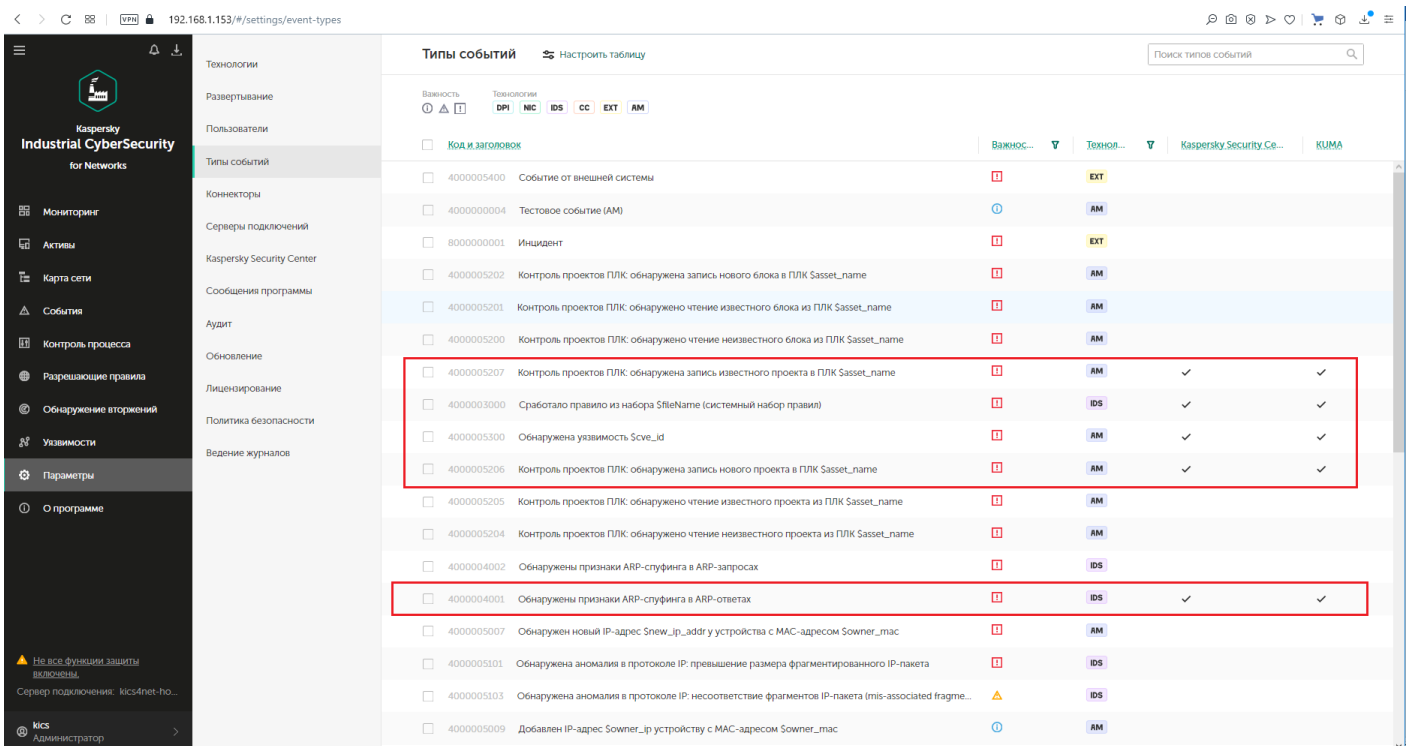 VPN 192.168.1.153/#/settings/event-types
Kaspersky
Industrial CyberSecurity
for Networks
Мониторинг
Активы
Карта сети
События
Контроль процесса
Разрешающие правила
Обнаружение вторжений
Уязвимости
Параметры
О программе
Не все функции защиты
включены.
Сервер подключения: kics4net-ho...
kics
Администратор
Технологии
Развертывание
Пользователи
Типы событий
Коннекторы
Серверы подключений
Kaspersky Security Center
Сообщения программы
Аудит
Обновление
Лицензирование
Политика безопасности
Ведение журналов
Типы событий Настроить таблицу Поиск типов событий
Важность Технологии
DPI NIC IDS CC EXT AM
Код и заголовок Важнос... Технол... Kaspersky Security Ce... KUMA
4000005400 Событие от внешней системы EXT
4000000004 Тестовое событие (AM) AM
8000000001 Инцидент EXT
4000005202 Контроль проектов ПЛК: обнаружена запись нового блока в ПЛК $asset_name AM
4000005201 Контроль проектов ПЛК: обнаружено чтение известного блока из ПЛК $asset_name AM
4000005200 Контроль проектов ПЛК: обнаружено чтение неизвестного блока из ПЛК $asset_name AM
4000005207 Контроль проектов ПЛК: обнаружена запись известного проекта в ПЛК $asset_name AM
4000003000 Сработало правило из набора $fileName (системный набор правил) IDS
4000005300 Обнаружена уязвимость $cve_id AM
4000005206 Контроль проектов ПЛК: обнаружена запись нового проекта в ПЛК $asset_name AM
4000005205 Контроль проектов ПЛК: обнаружено чтение известного проекта из ПЛК $asset_name AM
4000005204 Контроль проектов ПЛК: обнаружено чтение неизвестного проекта из ПЛК $asset_name AM
4000004002 Обнаружены признаки ARP-спуфинга в ARP-запросах IDS
4000004001 Обнаружены признаки ARP-спуфинга в ARP-ответах IDS
4000005007 Обнаружен новый IP-адрес $new_ip_addr у устройства с MAC-адресом $owner_mac AM
4000005101 Обнаружена аномалия в протоколе IP: превышение размера фрагментированного IP-пакета IDS
4000005103 Обнаружена аномалия в протоколе IP: несоответствие фрагментов IP-пакета (mis-associated fragme... IDS
4000005009 Добавлен IP-адрес $owner_ip устройству с MAC-адресом $owner_mac AM